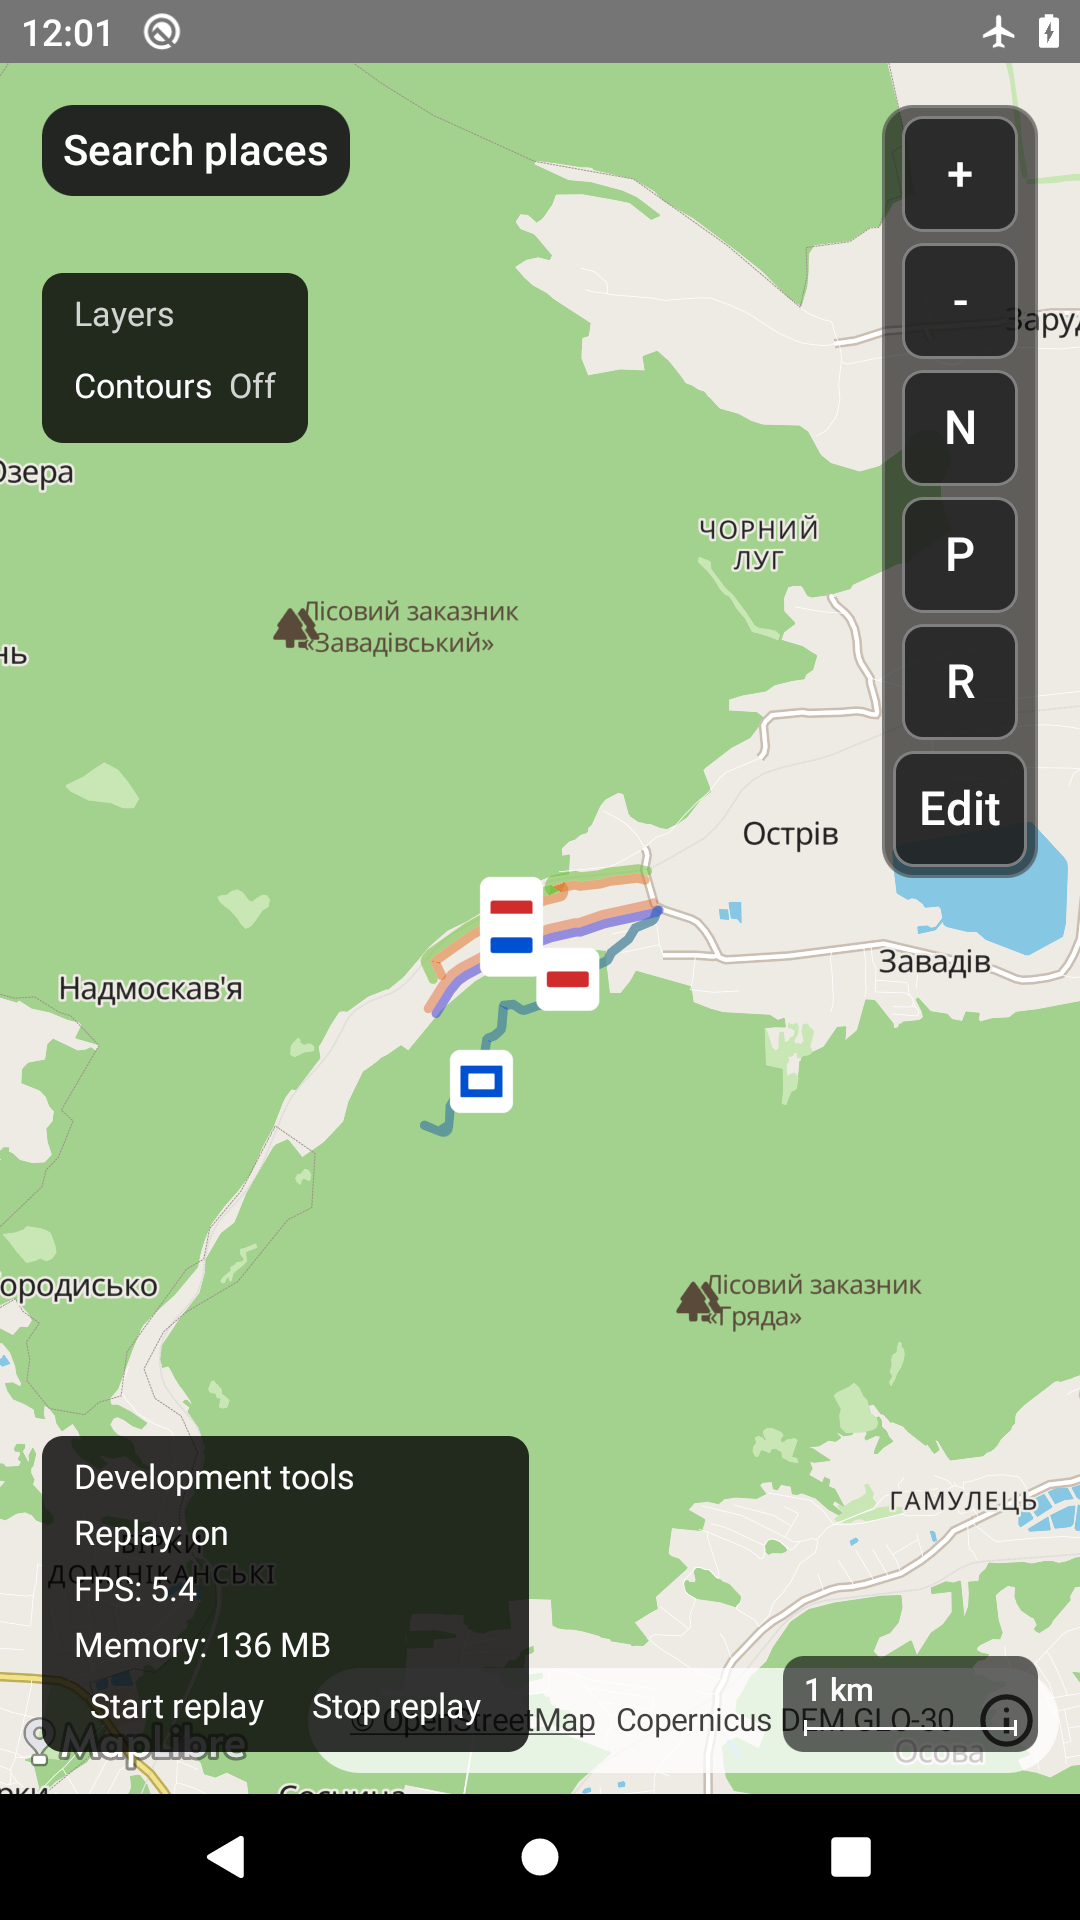 12:01
Search places
+
Layers
-
Contours Off
N
P
R
Edit
ЧОРНИЙ
ЛУГ
Лісовий заказник
«Завадівський»
Острів
Завадів
Надмоскав'я
Лісовий заказник
«Гряда»
ГАМУЛЕЦЬ
Development tools
Replay: on
ДОМІНІКАНСЬКІ
FPS: 5.4
Memory: 136 MB
Start replay Stop replay
1 km
© OpenStreetMap Copernicus DEM GLO-30
MapLibre
Осова